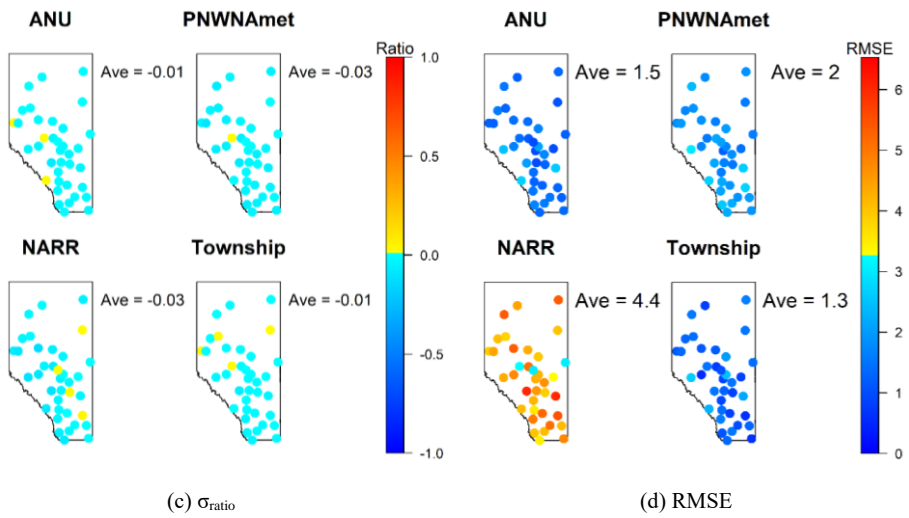 ANU PNWNAmet
Ratio
1.0
Ave = -0.01 Ave = -0.03
0.5
0.0
NARR Township
Ave = -0.03 Ave = -0.01
-0.5
-1.0
(c) σratio
ANU PNWNAmet
RMSE
Ave = 1.5 Ave = 2
6
5
4
3
NARR Township
Ave = 4.4 Ave = 1.3
2
1
0
(d) RMSE